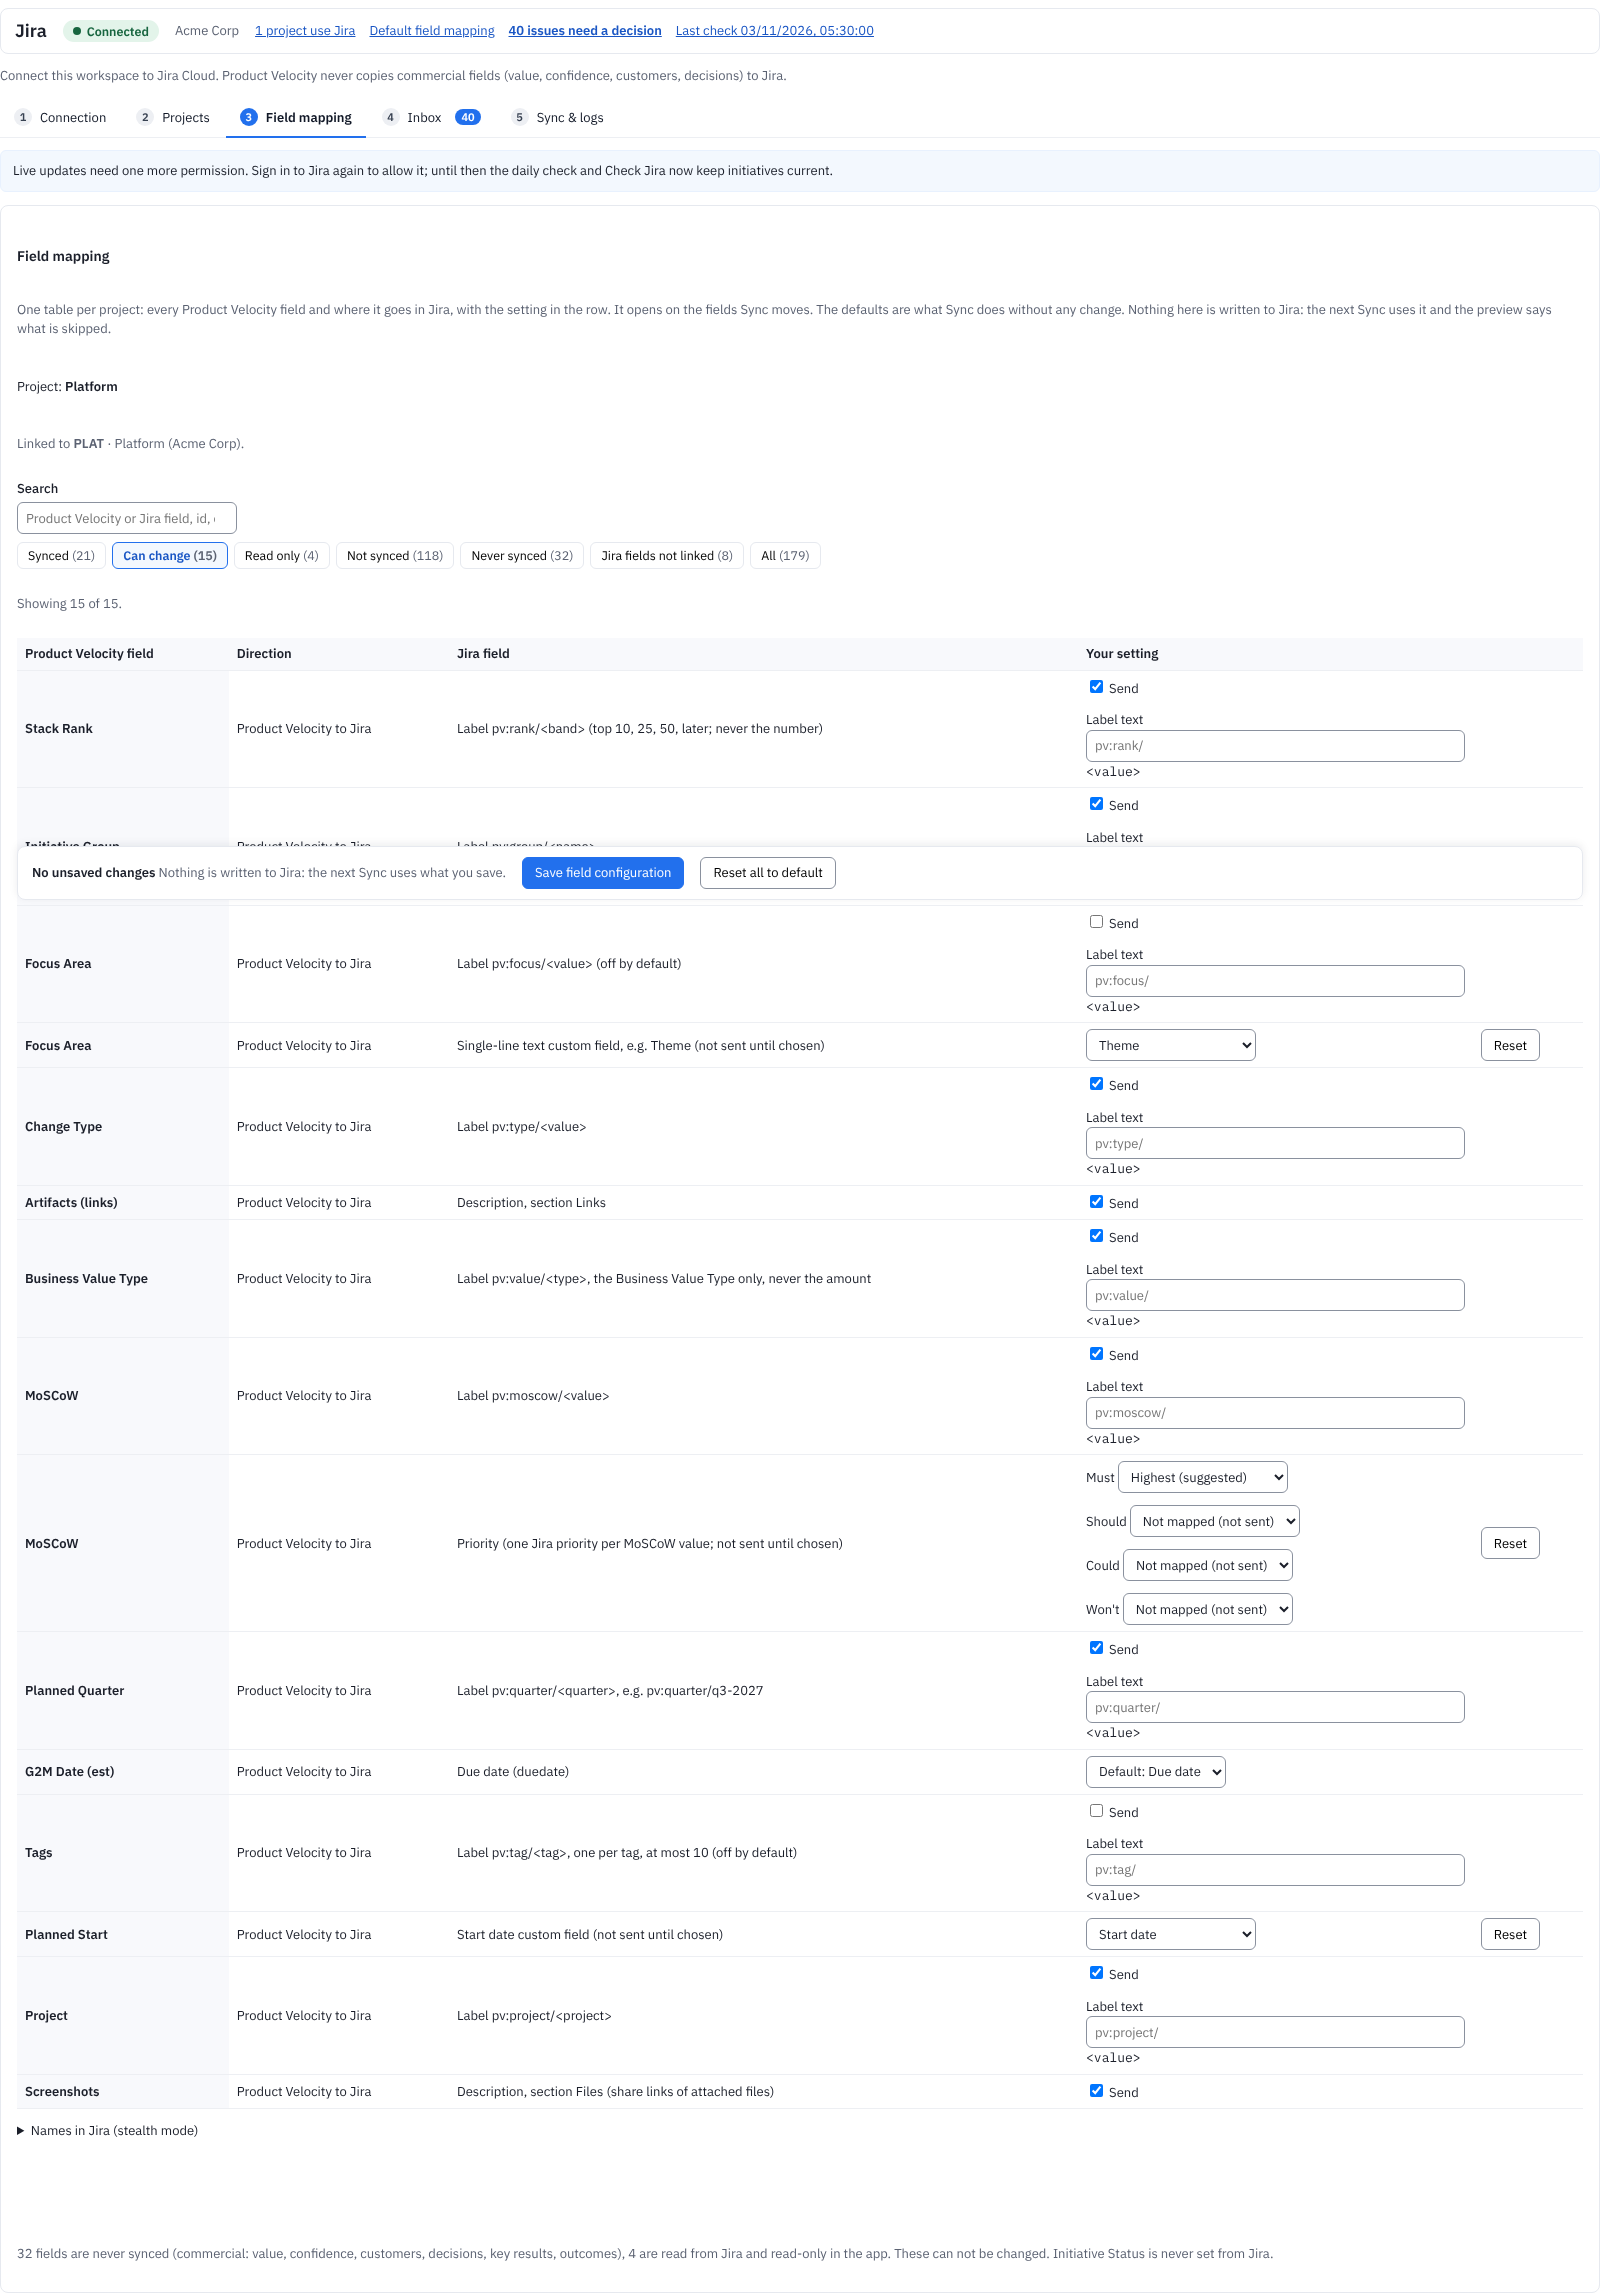 Jira
Connected
Acme Corp
1 project use Jira
Default field mapping
40 issues need a decision
Last check 03/11/2026, 05:30:00
Connect this workspace to Jira Cloud. Product Velocity never copies commercial fields (value, confidence, customers, decisions) to Jira.
1 Connection
2 Projects
3 Field mapping
4 Inbox 40
5 Sync & logs
Live updates need one more permission. Sign in to Jira again to allow it; until then the daily check and Check Jira now keep initiatives current.
Field mapping
One table per project: every Product Velocity field and where it goes in Jira, with the setting in the row. It opens on the fields Sync moves. The defaults are what Sync does without any change. Nothing here is written to Jira: the next Sync uses it and the preview says
what is skipped.
Project: Platform
Linked to PLAT · Platform (Acme Corp).
Search
Product Velocity or Jira field, id,
Synced (21)
Can change (15)
Read only (4)
Not synced (118)
Never synced (32)
Jira fields not linked (8)
All (179)
Showing 15 of 15.
Product Velocity field
Direction
Jira field
Your setting
Stack Rank
Product Velocity to Jira
Label pv:rank/<band> (top 10, 25, 50, later; never the number)
Send
Label text
pv:rank/
<value>
Initiative Group
Product Velocity to Jira
Label pv:group/<name>
Send
Label text
No unsaved changes Nothing is written to Jira: the next Sync uses what you save.
Save field configuration
Reset all to default
Focus Area
Product Velocity to Jira
Label pv:focus/<value> (off by default)
Send
Label text
pv:focus/
<value>
Focus Area
Product Velocity to Jira
Single-line text custom field, e.g. Theme (not sent until chosen)
Theme
Reset
Change Type
Product Velocity to Jira
Label pv:type/<value>
Send
Label text
pv:type/
<value>
Artifacts (links)
Product Velocity to Jira
Description, section Links
Send
Business Value Type
Product Velocity to Jira
Label pv:value/<type>, the Business Value Type only, never the amount
Send
Label text
pv:value/
<value>
MoSCoW
Product Velocity to Jira
Label pv:moscow/<value>
Send
Label text
pv:moscow/
<value>
MoSCoW
Product Velocity to Jira
Priority (one Jira priority per MoSCoW value; not sent until chosen)
Must Highest (suggested)
Should Not mapped (not sent)
Could Not mapped (not sent)
Won't Not mapped (not sent)
Reset
Planned Quarter
Product Velocity to Jira
Label pv:quarter/<quarter>, e.g. pv:quarter/q3-2027
Send
Label text
pv:quarter/
<value>
G2M Date (est)
Product Velocity to Jira
Due date (duedate)
Default: Due date
Tags
Product Velocity to Jira
Label pv:tag/<tag>, one per tag, at most 10 (off by default)
Send
Label text
pv:tag/
<value>
Planned Start
Product Velocity to Jira
Start date custom field (not sent until chosen)
Start date
Reset
Project
Product Velocity to Jira
Label pv:project/<project>
Send
Label text
pv:project/
<value>
Screenshots
Product Velocity to Jira
Description, section Files (share links of attached files)
Send
Names in Jira (stealth mode)
32 fields are never synced (commercial: value, confidence, customers, decisions, key results, outcomes), 4 are read from Jira and read-only in the app. These can not be changed. Initiative Status is never set from Jira.